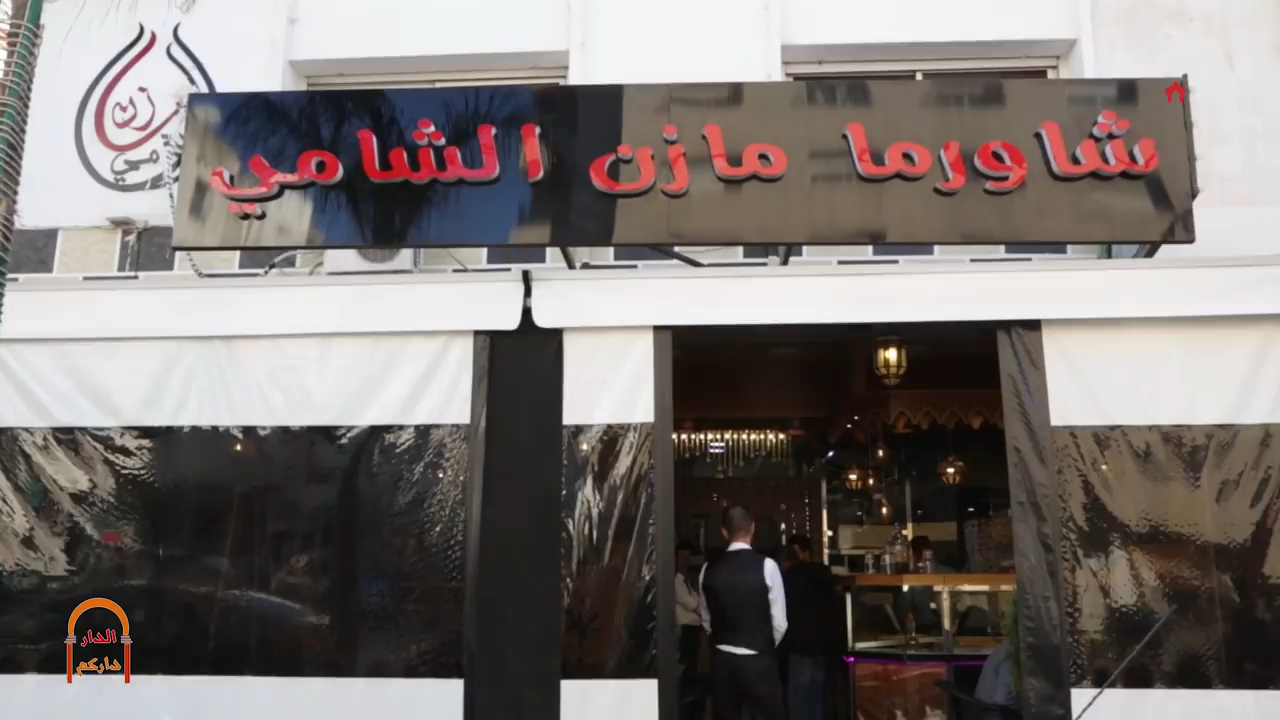 شاورما مازن الشامي
الدار
داركم